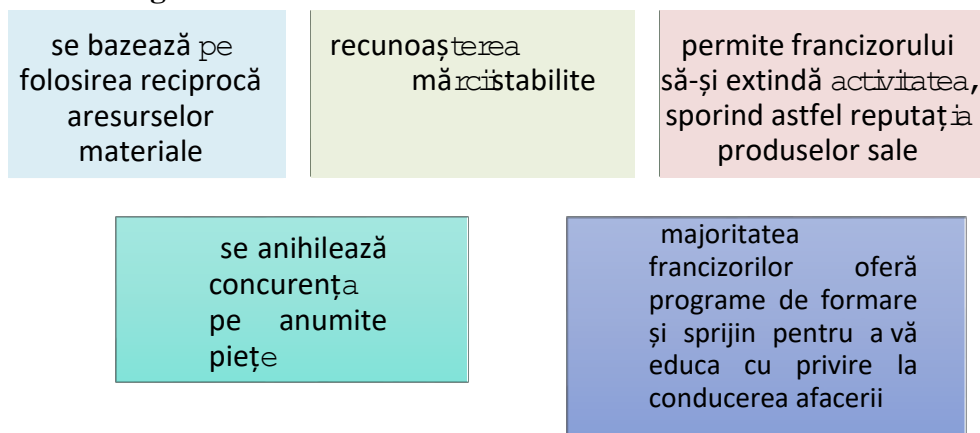 se bazează pe
folosirea reciprocă
aresurselor
materiale
recunoașterea
mărciistabilite
permite francizorului
să-și extindă activitatea,
sporind astfel reputația
produselor sale
se anihilează
concurența
pe anumite
piețe
majoritatea
francizorilor oferă
programe de formare
și sprijin pentru a vă
educa cu privire la
conducerea afacerii